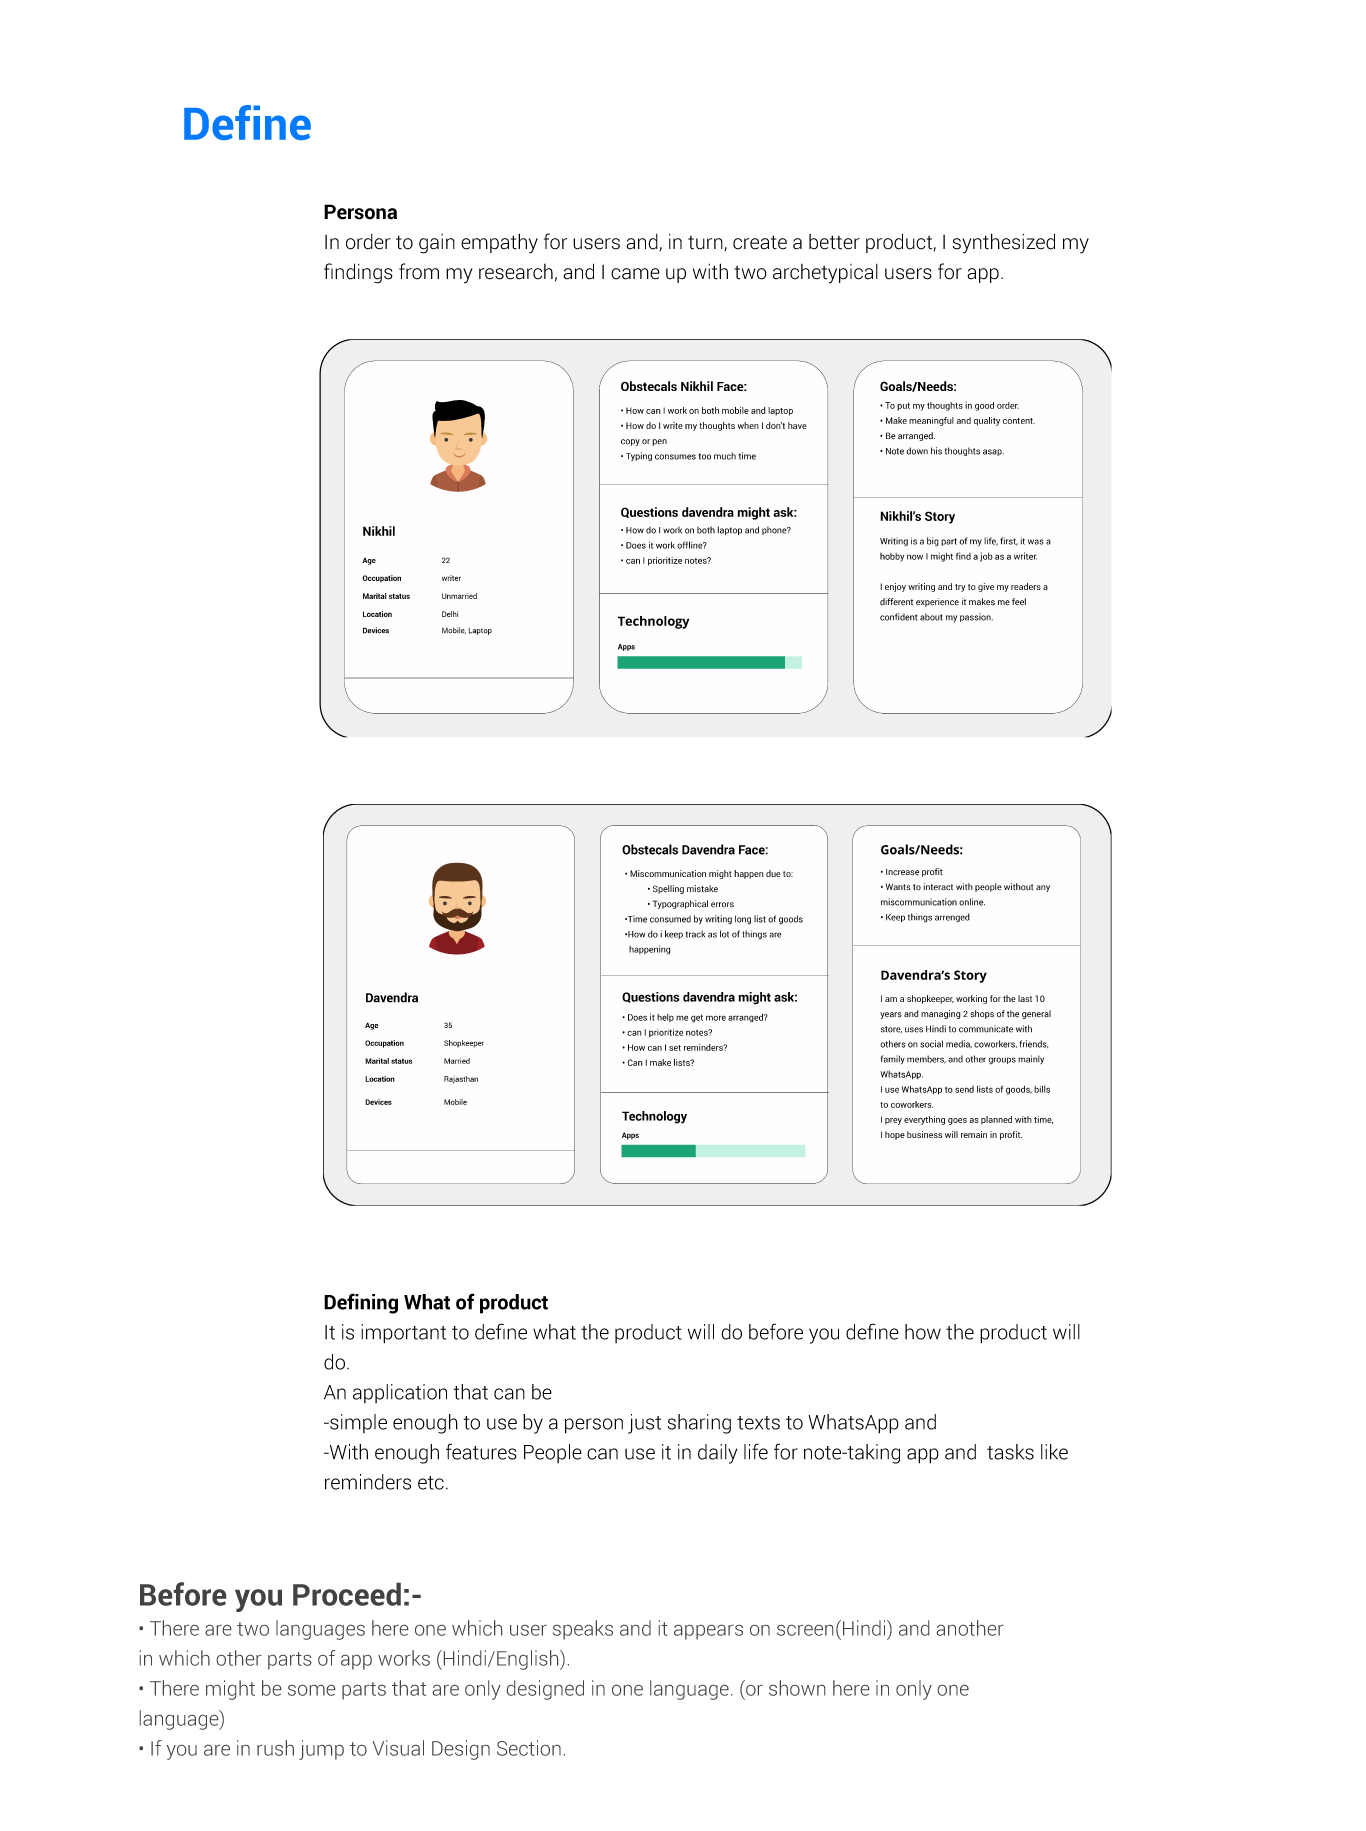 Define
Persona
In order to gain empathy for users and, in turn, create a better product, I synthesized my
findings from my research, and I came up with two archetypical users for app.
Nikhil
Age 22
Occupation writer
Marital status Unmarried
Location Delhi
Devices Mobile, Laptop
Obstecals Nikhil Face:
• How can I work on both mobile and laptop
• How do I write my thoughts when I don't have
copy or pen
• Typing consumes too much time
Questions davendra might ask:
• How do I work on both laptop and phone?
• Does it work offline?
• can I prioritize notes?
Technology
Apps
Goals/Needs:
• To put my thoughts in good order.
• Make meaningful and quality content.
• Be arranged.
• Note down his thoughts asap.
Nikhil's Story
Writing is a big part of my life, first, it was a
hobby now I might find a job as a writer.
I enjoy writing and try to give my readers a
different experience it makes me feel
confident about my passion.
Davendra
Age 35
Occupation Shopkeeper
Marital status Married
Location Rajasthan
Devices Mobile
Obstecals Davendra Face:
• Miscommunication might happen due to:
• Spelling mistake
• Typographical errors
•Time consumed by writing long list of goods
•How do i keep track as lot of things are
happening
Questions davendra might ask:
• Does it help me get more arranged?
• can I prioritize notes?
• How can I set reminders?
• Can I make lists?
Technology
Apps
Goals/Needs:
• Increase profit
• Wants to interact with people without any
miscommunication online.
• Keep things arrenged
Davendra's Story
I am a shopkeeper, working for the last 10
years and managing 2 shops of the general
store, uses Hindi to communicate with
others on social media, coworkers, friends,
family members, and other groups mainly
WhatsApp.
I use WhatsApp to send lists of goods, bills
to coworkers.
I prey everything goes as planned with time,
I hope business will remain in profit.
Defining What of product
It is important to define what the product will do before you define how the product will
do.
An application that can be
-simple enough to use by a person just sharing texts to WhatsApp and
-With enough features People can use it in daily life for note-taking app and  tasks like
reminders etc.
Before you Proceed:-
• There are two languages here one which user speaks and it appears on screen(Hindi) and another
in which other parts of app works (Hindi/English).
• There might be some parts that are only designed in one language. (or shown here in only one
language)
• If you are in rush jump to Visual Design Section.